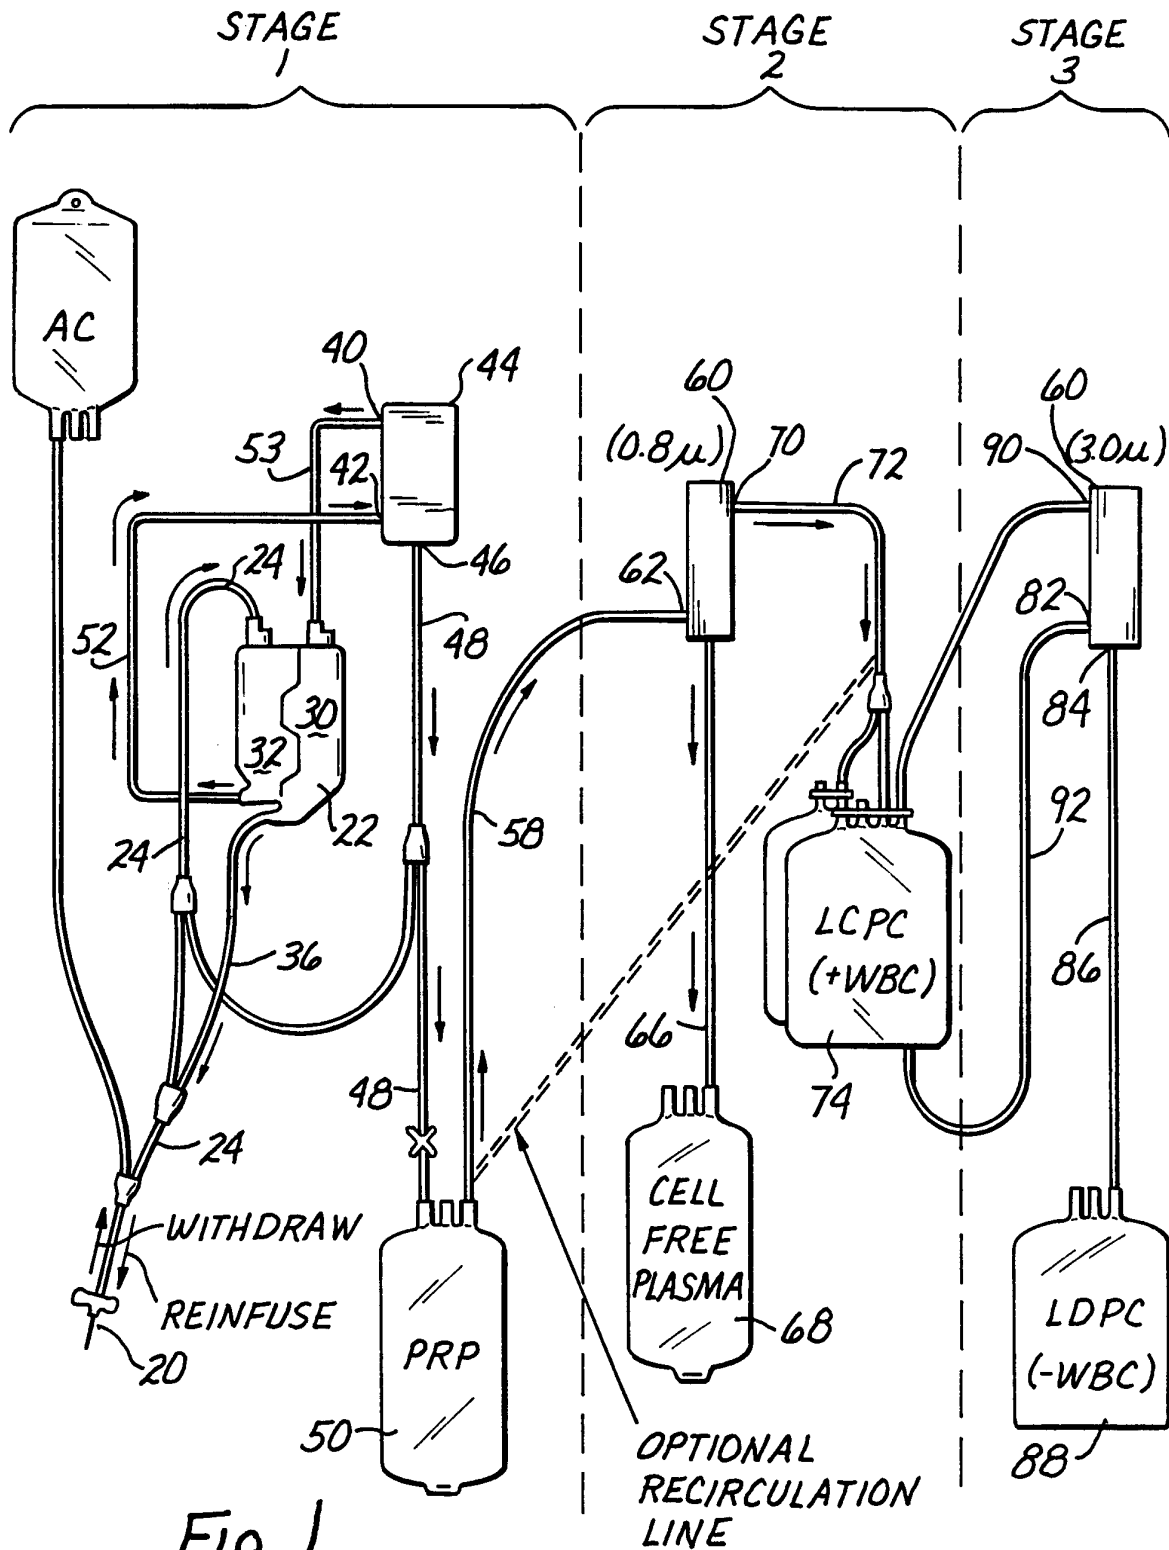 STAGE
1
STAGE
2
STAGE
3
AC
40
44
53
42
46
24
48
52
30
32
22
24
36
48
24
WITHDRAW
REINFUSE
20
PRP
50
60
(0.8µ)
70
72
62
58
66
LCPC
(+WBC)
74
CELL
FREE
PLASMA
68
OPTIONAL
RECIRCULATION
LINE
60
90
(3.0µ)
82
84
92
86
LDPC
(-WBC)
88
Fig. 1